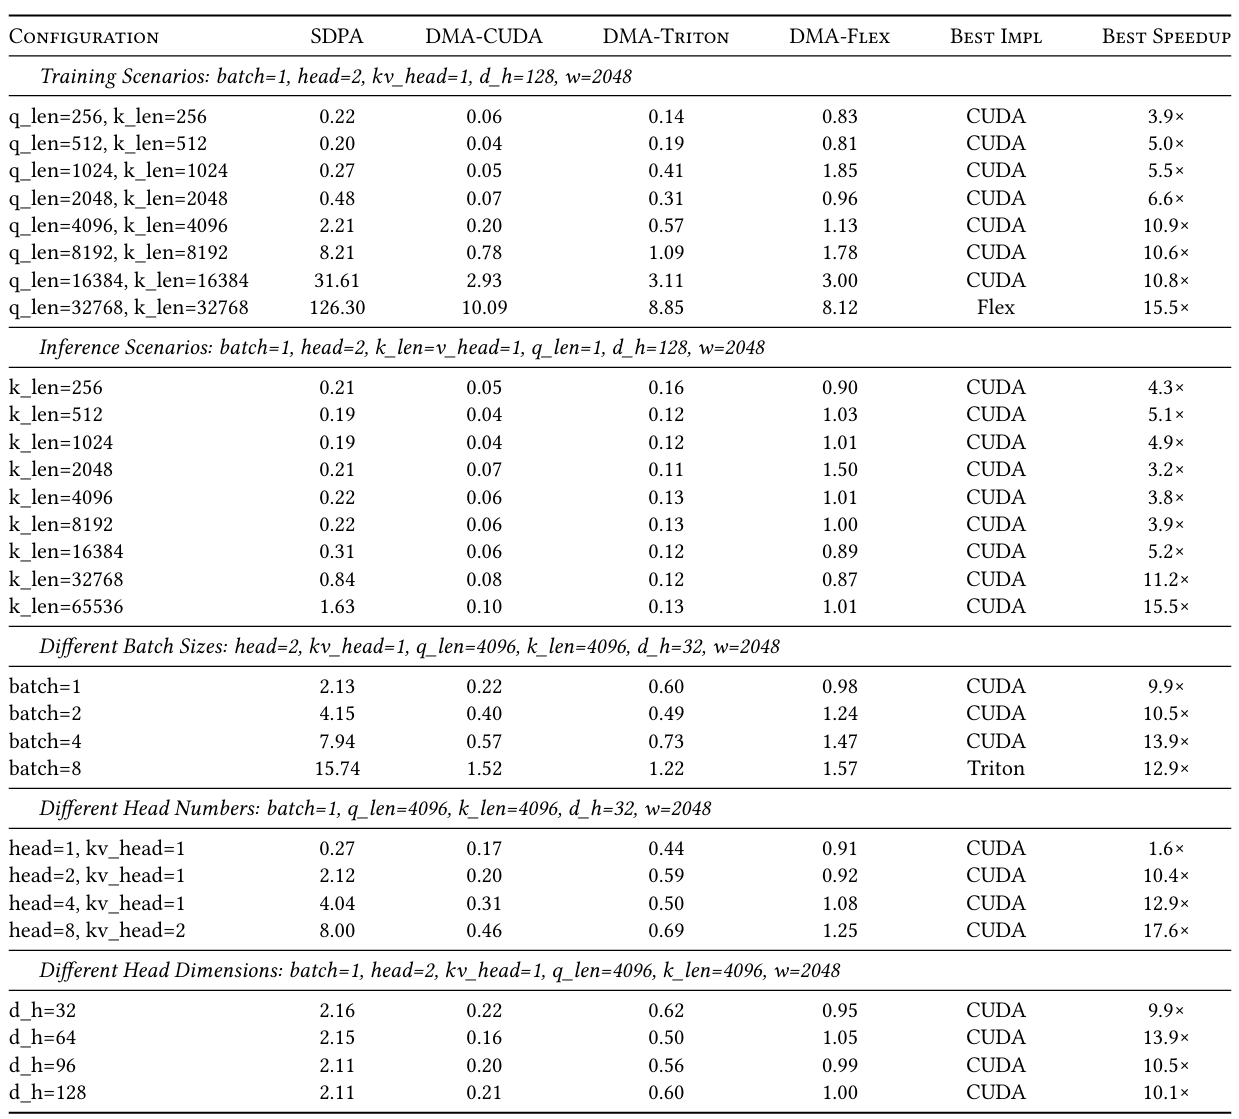 Configuration SDPA DMA-CUDA DMA-Triton DMA-Flex Best Impl Best Speedup
Training Scenarios: batch=1, head=2, kv_head=1, d_h=128, w=2048
q_len=256, k_len=256 0.22 0.06 0.14 0.83 CUDA 3.9×
q_len=512, k_len=512 0.20 0.04 0.19 0.81 CUDA 5.0×
q_len=1024, k_len=1024 0.27 0.05 0.41 1.85 CUDA 5.5×
q_len=2048, k_len=2048 0.48 0.07 0.31 0.96 CUDA 6.6×
q_len=4096, k_len=4096 2.21 0.20 0.57 1.13 CUDA 10.9×
q_len=8192, k_len=8192 8.21 0.78 1.09 1.78 CUDA 10.6×
q_len=16384, k_len=16384 31.61 2.93 3.11 3.00 CUDA 10.8×
q_len=32768, k_len=32768 126.30 10.09 8.85 8.12 Flex 15.5×
Inference Scenarios: batch=1, head=2, k_len=v_head=1, q_len=1, d_h=128, w=2048
k_len=256 0.21 0.05 0.16 0.90 CUDA 4.3×
k_len=512 0.19 0.04 0.12 1.03 CUDA 5.1×
k_len=1024 0.19 0.04 0.12 1.01 CUDA 4.9×
k_len=2048 0.21 0.07 0.11 1.50 CUDA 3.2×
k_len=4096 0.22 0.06 0.13 1.01 CUDA 3.8×
k_len=8192 0.22 0.06 0.13 1.00 CUDA 3.9×
k_len=16384 0.31 0.06 0.12 0.89 CUDA 5.2×
k_len=32768 0.84 0.08 0.12 0.87 CUDA 11.2×
k_len=65536 1.63 0.10 0.13 1.01 CUDA 15.5×
Different Batch Sizes: head=2, kv_head=1, q_len=4096, k_len=4096, d_h=32, w=2048
batch=1 2.13 0.22 0.60 0.98 CUDA 9.9×
batch=2 4.15 0.40 0.49 1.24 CUDA 10.5×
batch=4 7.94 0.57 0.73 1.47 CUDA 13.9×
batch=8 15.74 1.52 1.22 1.57 Triton 12.9×
Different Head Numbers: batch=1, q_len=4096, k_len=4096, d_h=32, w=2048
head=1, kv_head=1 0.27 0.17 0.44 0.91 CUDA 1.6×
head=2, kv_head=1 2.12 0.20 0.59 0.92 CUDA 10.4×
head=4, kv_head=1 4.04 0.31 0.50 1.08 CUDA 12.9×
head=8, kv_head=2 8.00 0.46 0.69 1.25 CUDA 17.6×
Different Head Dimensions: batch=1, head=2, kv_head=1, q_len=4096, k_len=4096, w=2048
d_h=32 2.16 0.22 0.62 0.95 CUDA 9.9×
d_h=64 2.15 0.16 0.50 1.05 CUDA 13.9×
d_h=96 2.11 0.20 0.56 0.99 CUDA 10.5×
d_h=128 2.11 0.21 0.60 1.00 CUDA 10.1×